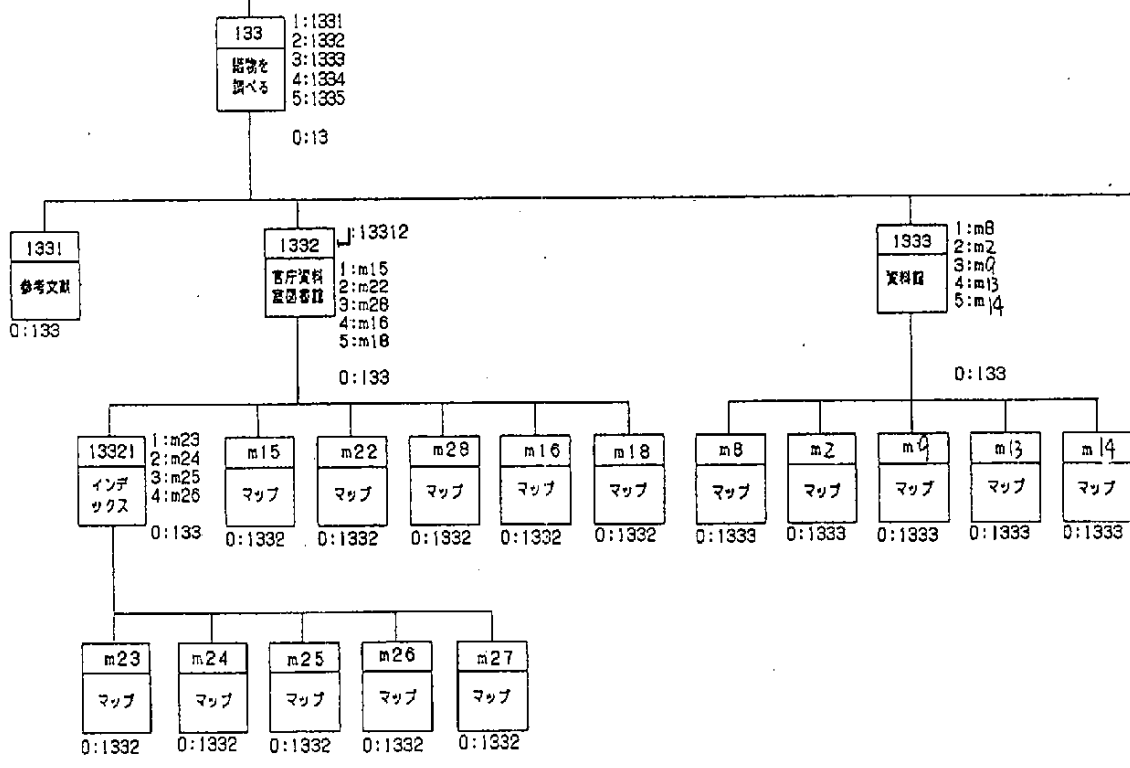 133
1:1331
2:1332
3:1333
4:1334
5:1335
諸物を
調べる
0:13
1331
参考文献
0:133
1332
:13312
官庁資料
室図書館
1:m15
2:m22
3:m28
4:m16
5:m18
0:133
1333
資料館
1:m8
2:m2
3:m9
4:m13
5:m14
0:133
13321
インデ
ックス
1:m23
2:m24
3:m25
4:m26
0:133
m15
マップ
0:1332
m22
マップ
0:1332
m28
マップ
0:1332
m16
マップ
0:1332
m18
マップ
0:1332
m8
マップ
0:1333
m2
マップ
0:1333
m9
マップ
0:1333
m13
マップ
0:1333
m14
マップ
0:1333
m23
マップ
0:1332
m24
マップ
0:1332
m25
マップ
0:1332
m26
マップ
0:1332
m27
マップ
0:1332